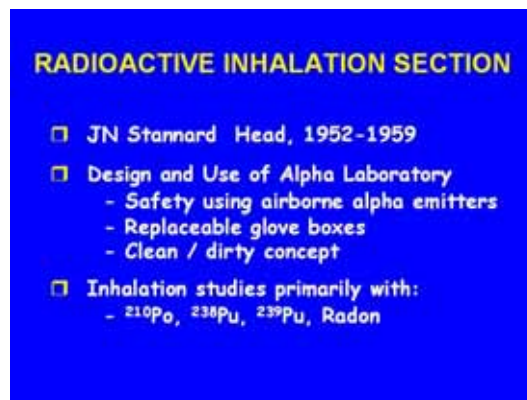 RADIOACTIVE INHALATION SECTION
JN Stannard Head, 1952-1959
Design and Use of Alpha Laboratory
- Safety using airborne alpha emitters
- Replaceable glove boxes
- Clean / dirty concept
Inhalation studies primarily with:
- ²¹⁰Po, ²³⁸Pu, ²³⁹Pu, Radon